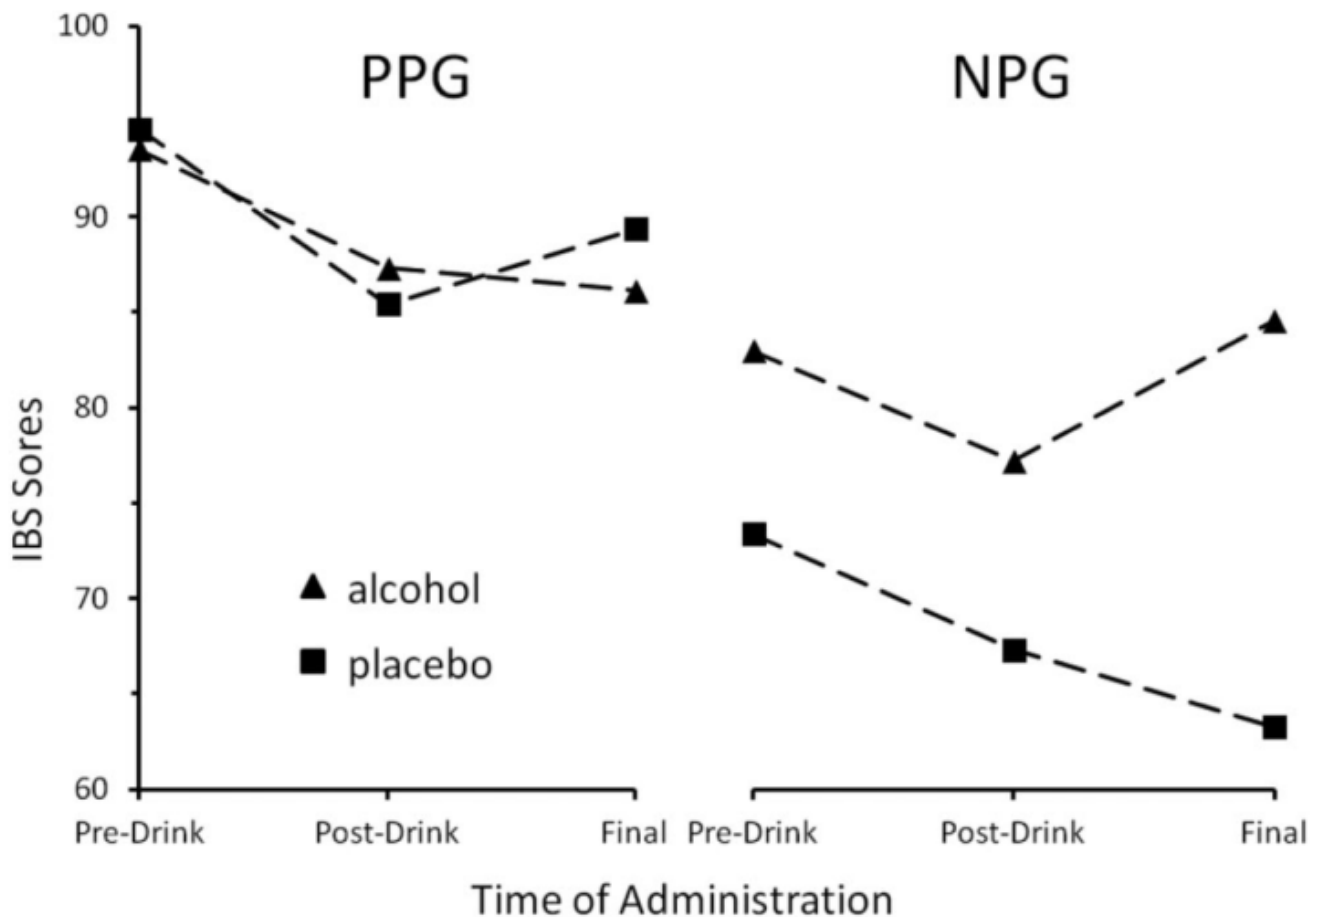 100
PPG
NPG
90
80
IBS Sores
70
alcohol
placebo
60
Pre-Drink Post-Drink Final Pre-Drink Post-Drink Final
Time of Administration